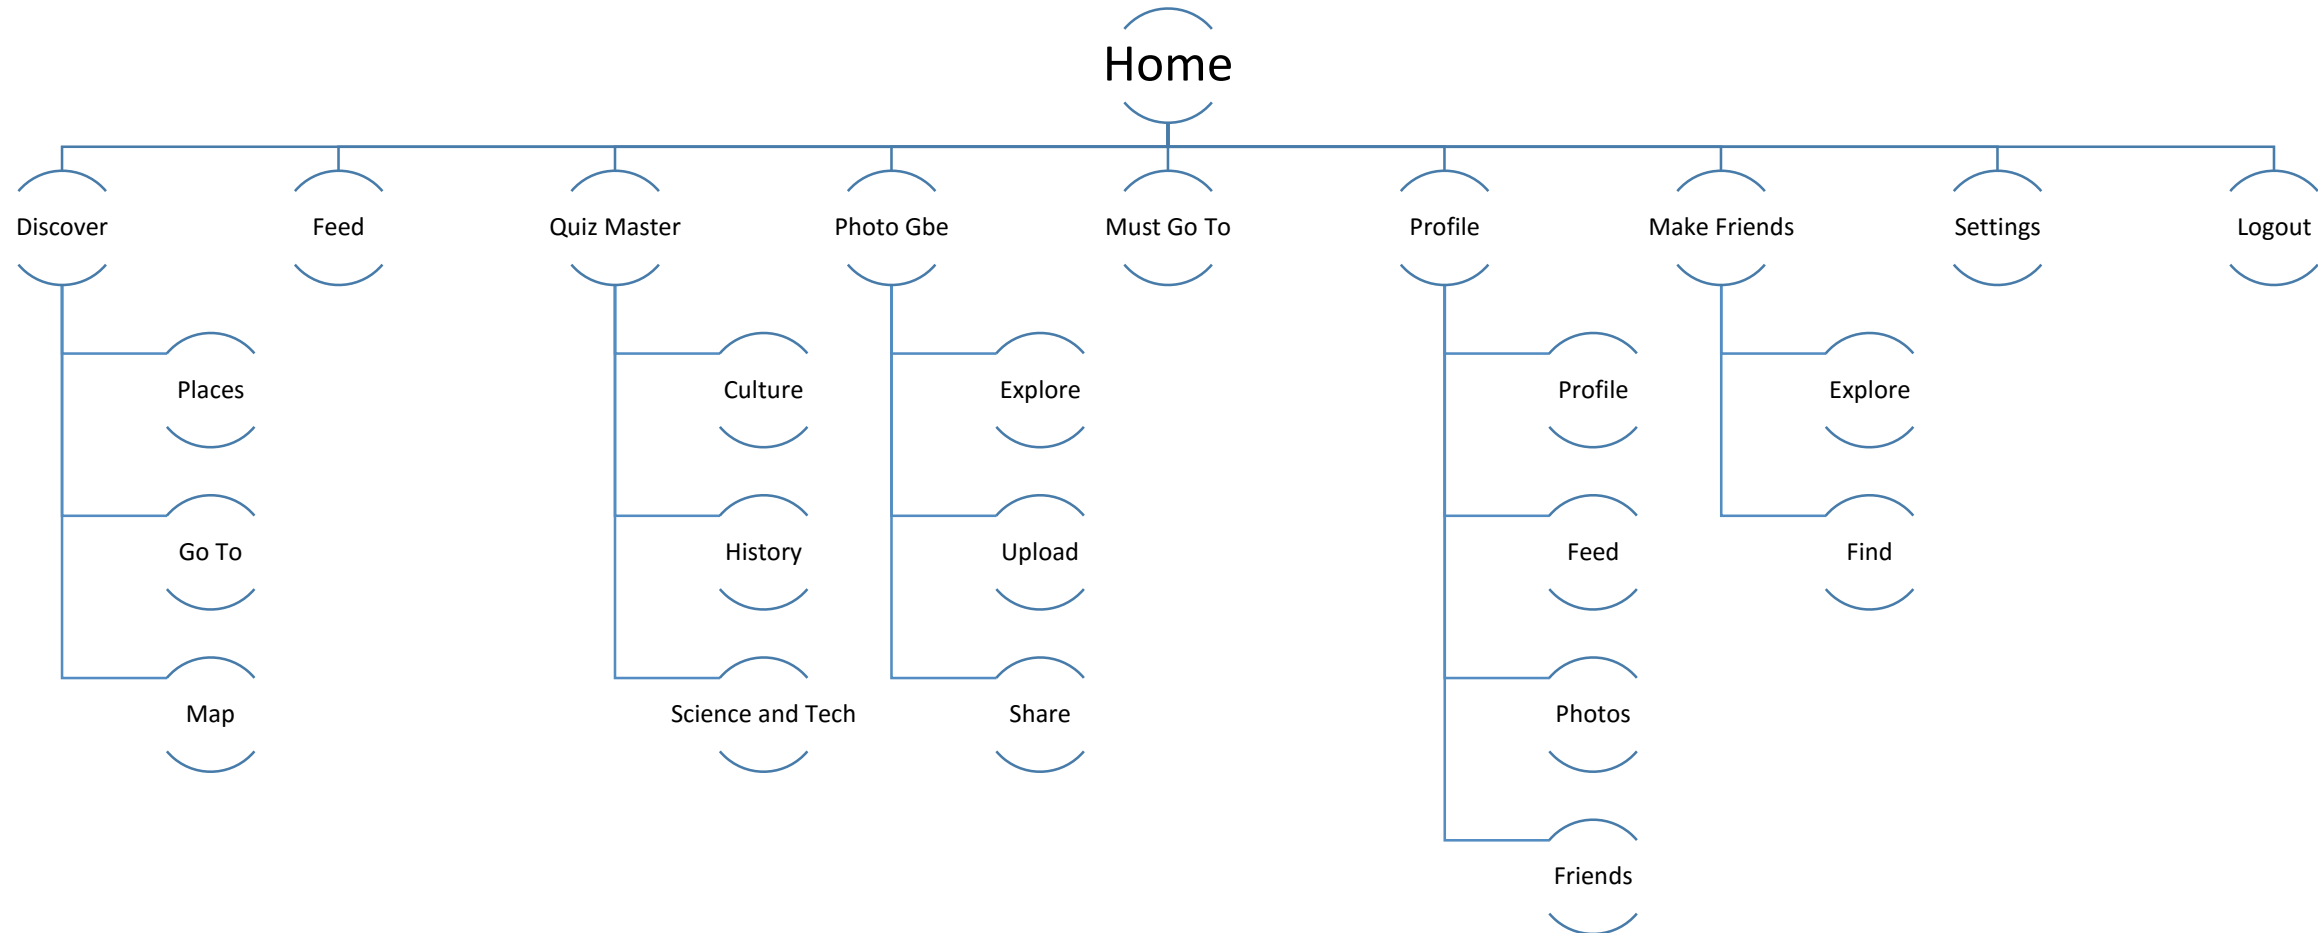 Home
Discover
Feed
Quiz Master
Photo Gbe
Must Go To
Profile
Make Friends
Settings
Logout
Places
Culture
Explore
Profile
Explore
Go To
History
Upload
Feed
Find
Map
Science and Tech
Share
Photos
Friends